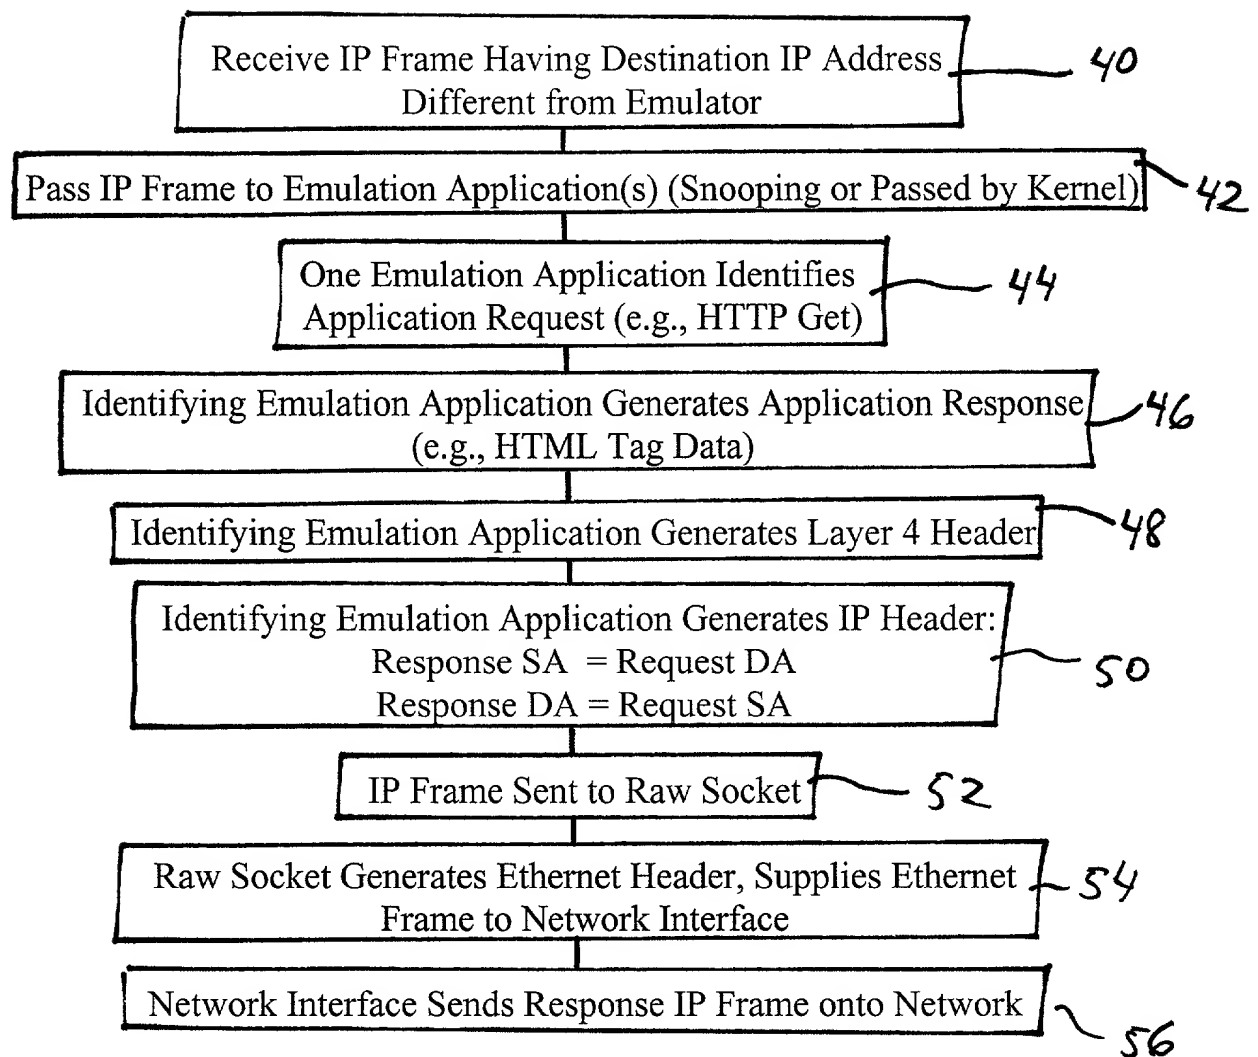 Receive IP Frame Having Destination IP Address
Different from Emulator
40
Pass IP Frame to Emulation Application(s) (Snooping or Passed by Kernel)
42
One Emulation Application Identifies
Application Request (e.g., HTTP Get)
44
Identifying Emulation Application Generates Application Response
(e.g., HTML Tag Data)
46
Identifying Emulation Application Generates Layer 4 Header
48
Identifying Emulation Application Generates IP Header:
Response SA = Request DA
Response DA = Request SA
50
IP Frame Sent to Raw Socket
52
Raw Socket Generates Ethernet Header, Supplies Ethernet
Frame to Network Interface
54
Network Interface Sends Response IP Frame onto Network
56